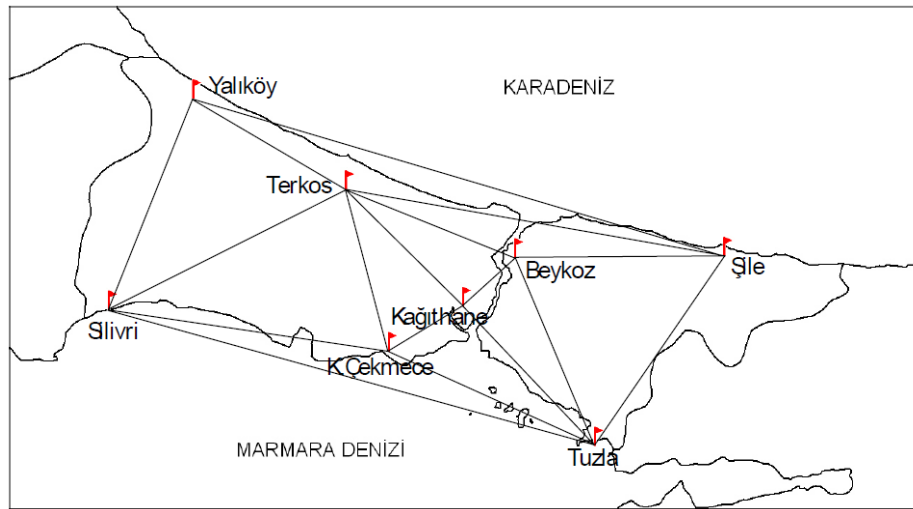 Yalıköy
KARADENİZ
Terkos
Beykoz
Şile
Kağıthane
Silivri
K.Çekmece
MARMARA DENİZİ
Tuzla